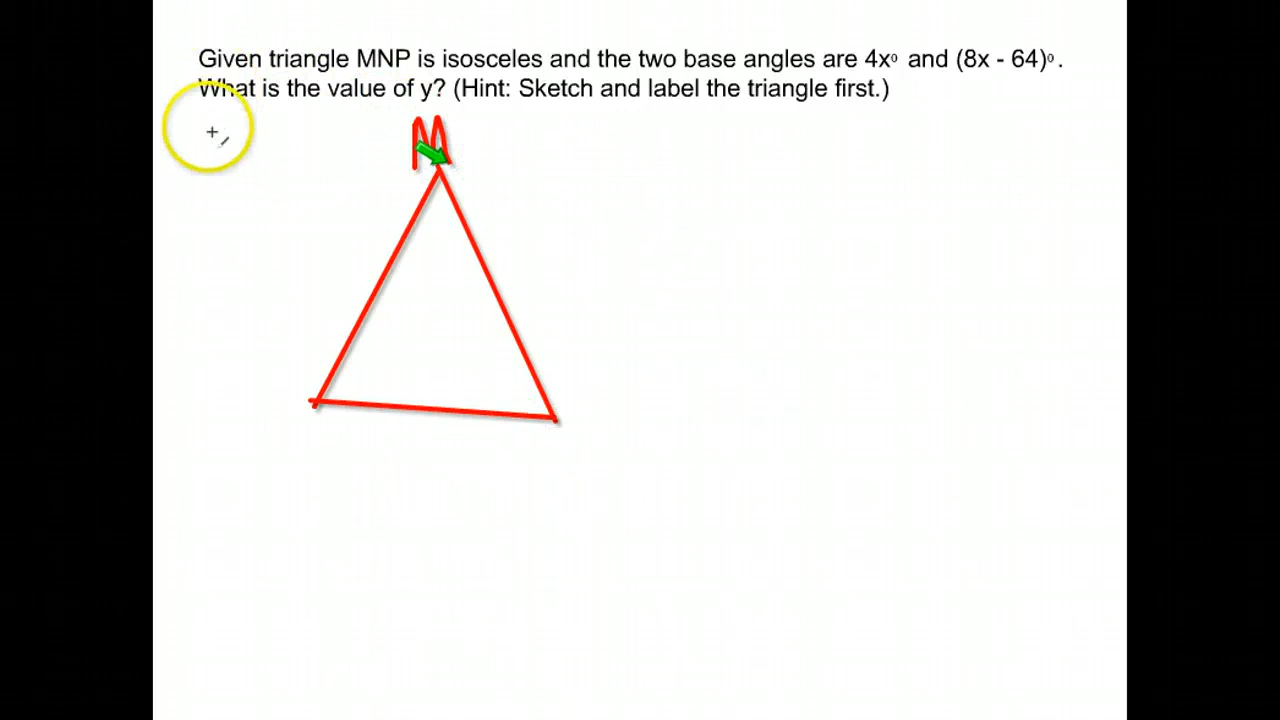 Given triangle MNP is isosceles and the two base angles are 4xº and (8x - 64)º .
What is the value of y? (Hint: Sketch and label the triangle first.)
M